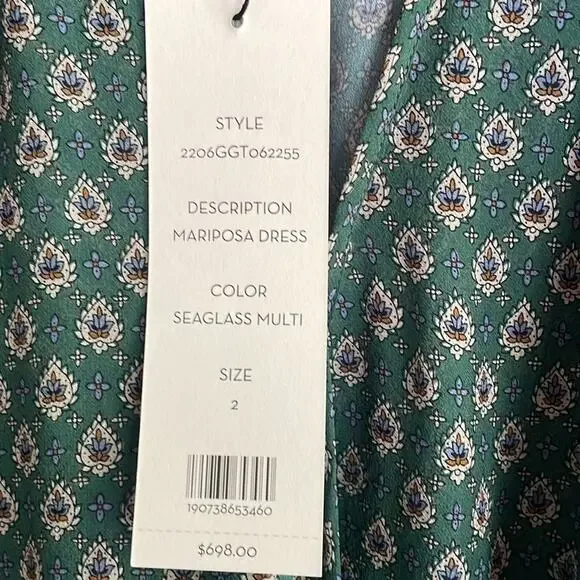 STYLE
2206GGT062255
DESCRIPTION
MARIPOSA DRESS
COLOR
SEAGLASS MULTI
SIZE
2
190738653460
$698.00